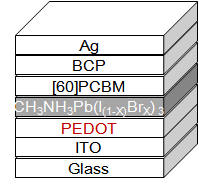 Ag
BCP
[60]PCBM
CH3NH3Pb(I(1-X)BrX)3
PEDOT
ITO
Glass